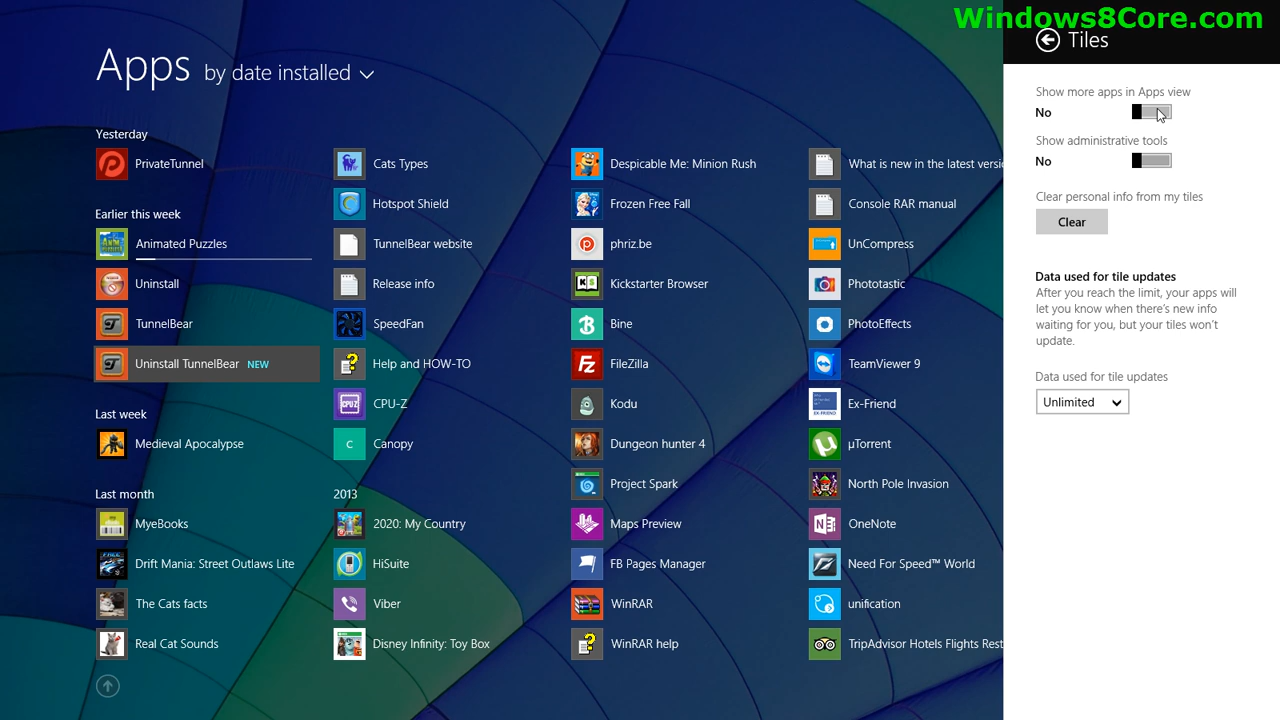 Windows8Core.com
Apps by date installed
Yesterday
PrivateTunnel
Earlier this week
Animated Puzzles
Uninstall
TunnelBear
Uninstall TunnelBear NEW
Last week
Medieval Apocalypse
Last month
MyeBooks
Drift Mania: Street Outlaws Lite
The Cats facts
Real Cat Sounds
Cats Types
Hotspot Shield
TunnelBear website
Release info
SpeedFan
Help and HOW-TO
CPU-Z
C
Canopy
2013
2020: My Country
HiSuite
Viber
Disney Infinity: Toy Box
Despicable Me: Minion Rush
Frozen Free Fall
phriz.be
Kickstarter Browser
Bine
FileZilla
Kodu
Dungeon hunter 4
Project Spark
Maps Preview
FB Pages Manager
WinRAR
WinRAR help
What is new in the latest versio
Console RAR manual
UnCompress
Phototastic
PhotoEffects
TeamViewer 9
Ex-Friend
µTorrent
North Pole Invasion
OneNote
Need For Speed™ World
unification
TripAdvisor Hotels Flights Rest
Tiles
Show more apps in Apps view
No
Show administrative tools
No
Clear personal info from my tiles
Clear
Data used for tile updates
After you reach the limit, your apps will
let you know when there's new info
waiting for you, but your tiles won't
update.
Data used for tile updates
Unlimited